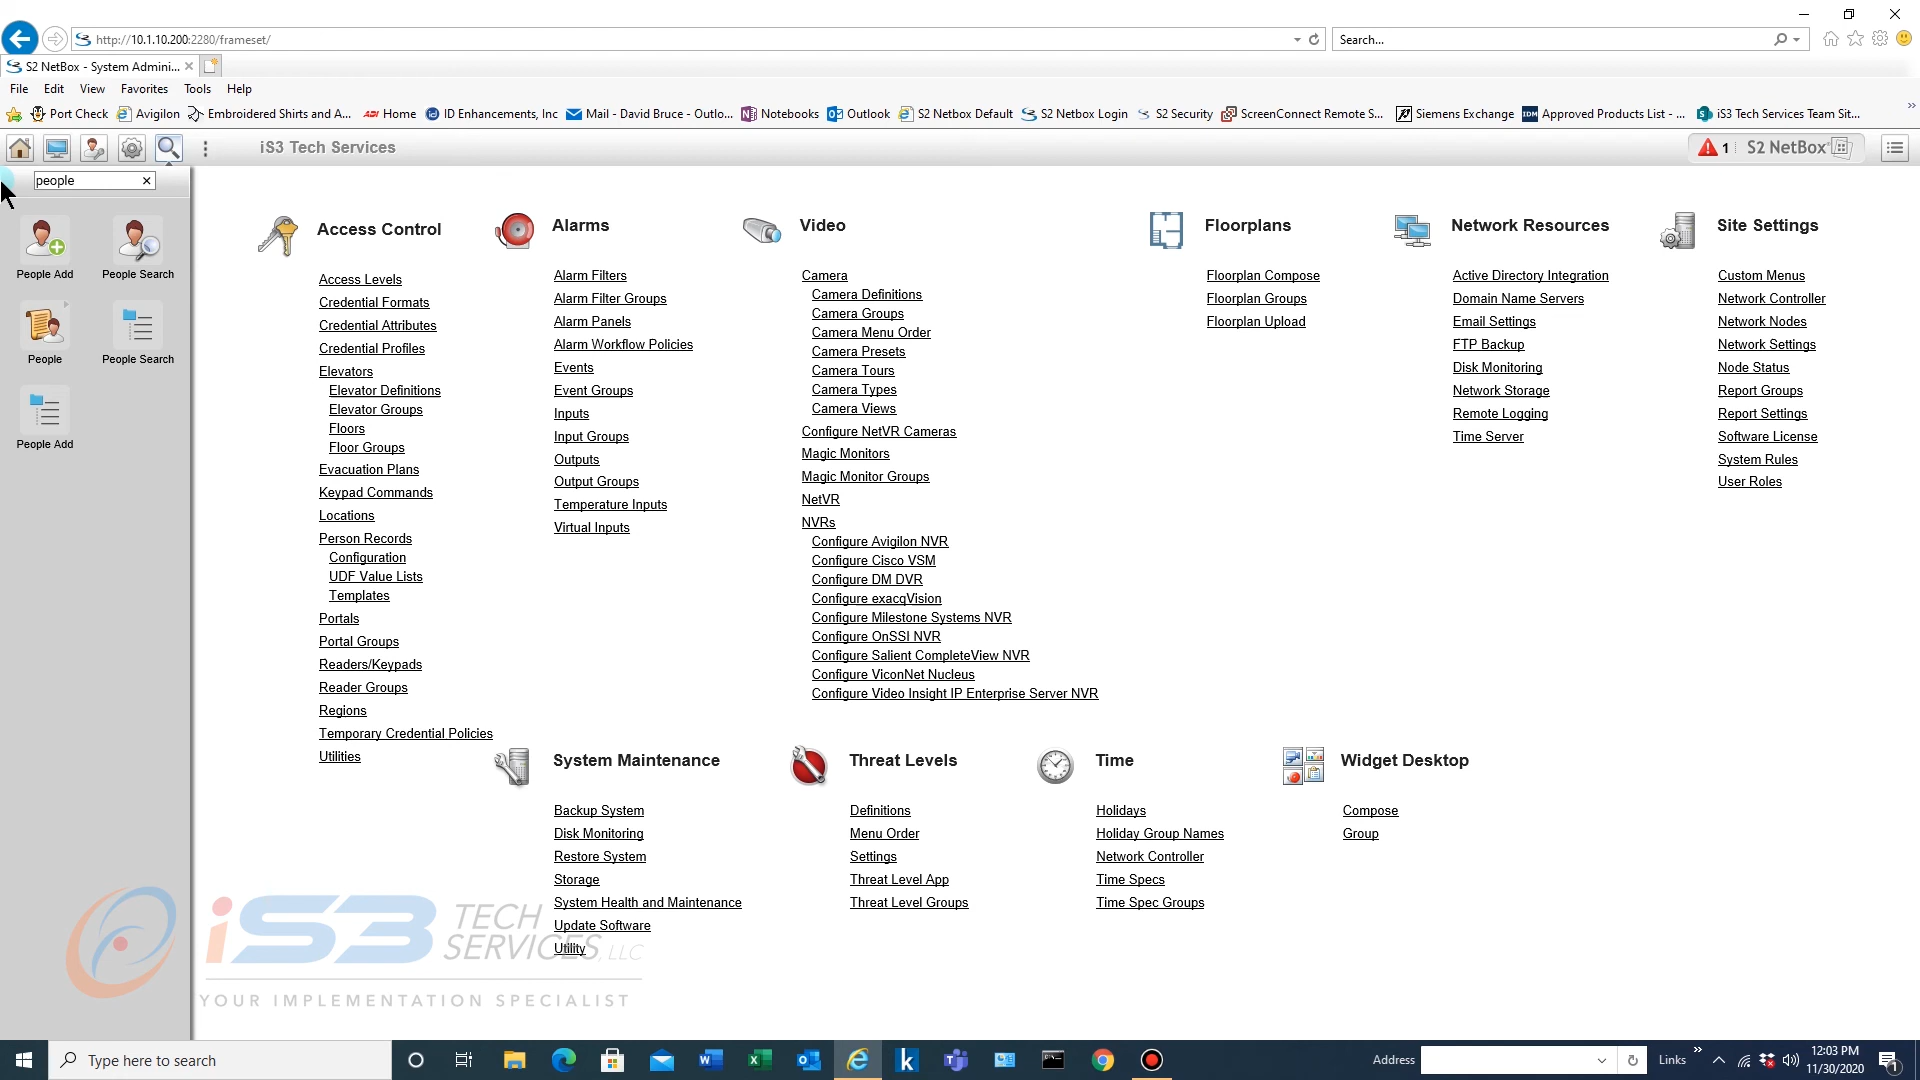 http://10.1.10.200:2280/frameset/
Search...
S2 NetBox - System Admini...
File Edit View Favorites Tools Help
Port Check Avigilon Embroidered Shirts and A... Home ID Enhancements, Inc Mail - David Bruce - Outlo... Notebooks Outlook S2 Netbox Default S2 Netbox Login S2 Security ScreenConnect Remote S... Siemens Exchange Approved Products List - ... iS3 Tech Services Team Sit...
iS3 Tech Services
1 S2 NetBox
people
People Add
People Search
People
People Search
People Add
Access Control
Access Levels
Credential Formats
Credential Attributes
Credential Profiles
Elevators
Elevator Definitions
Elevator Groups
Floors
Floor Groups
Evacuation Plans
Keypad Commands
Locations
Person Records
Configuration
UDF Value Lists
Templates
Portals
Portal Groups
Readers/Keypads
Reader Groups
Regions
Temporary Credential Policies
Utilities
Alarms
Alarm Filters
Alarm Filter Groups
Alarm Panels
Alarm Workflow Policies
Events
Event Groups
Inputs
Input Groups
Outputs
Output Groups
Temperature Inputs
Virtual Inputs
Video
Camera
Camera Definitions
Camera Groups
Camera Menu Order
Camera Presets
Camera Tours
Camera Types
Camera Views
Configure NetVR Cameras
Magic Monitors
Magic Monitor Groups
NetVR
NVRs
Configure Avigilon NVR
Configure Cisco VSM
Configure DM DVR
Configure exacqVision
Configure Milestone Systems NVR
Configure OnSSI NVR
Configure Salient CompleteView NVR
Configure ViconNet Nucleus
Configure Video Insight IP Enterprise Server NVR
Floorplans
Floorplan Compose
Floorplan Groups
Floorplan Upload
Network Resources
Active Directory Integration
Domain Name Servers
Email Settings
FTP Backup
Disk Monitoring
Network Storage
Remote Logging
Time Server
Site Settings
Custom Menus
Network Controller
Network Nodes
Network Settings
Node Status
Report Groups
Report Settings
Software License
System Rules
User Roles
System Maintenance
Backup System
Disk Monitoring
Restore System
Storage
System Health and Maintenance
Update Software
Utility
Threat Levels
Definitions
Menu Order
Settings
Threat Level App
Threat Level Groups
Time
Holidays
Holiday Group Names
Network Controller
Time Specs
Time Spec Groups
Widget Desktop
Compose
Group
iS3 TECH
SERVICES, LLC
YOUR IMPLEMENTATION SPECIALIST
Type here to search
Address
Links
12:03 PM
11/30/2020
1